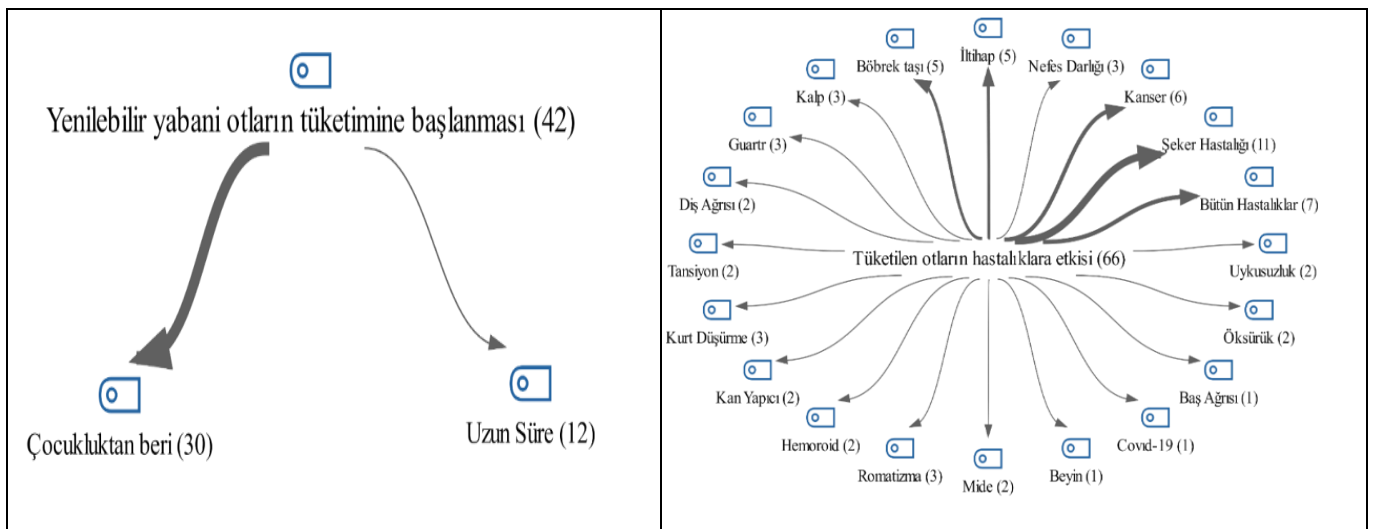 Yenilebilir yabani otların tüketimine başlanması (42)
Çocukluktan beri (30)
Uzun Süre (12)
İltihap (5)
Böbrek taşı (5)
Nefes Darlığı (3)
Kalp (3)
Kanser (6)
Guartr (3)
Şeker Hastalığı (11)
Diş Ağrısı (2)
Bütün Hastalıklar (7)
Tüketilen otların hastalıklara etkisi (66)
Tansiyon (2)
Uykusuzluk (2)
Kurt Düşürme (3)
Öksürük (2)
Kan Yapıcı (2)
Baş Ağrısı (1)
Hemoroid (2)
Covıd-19 (1)
Romatizma (3)
Mide (2)
Beyin (1)